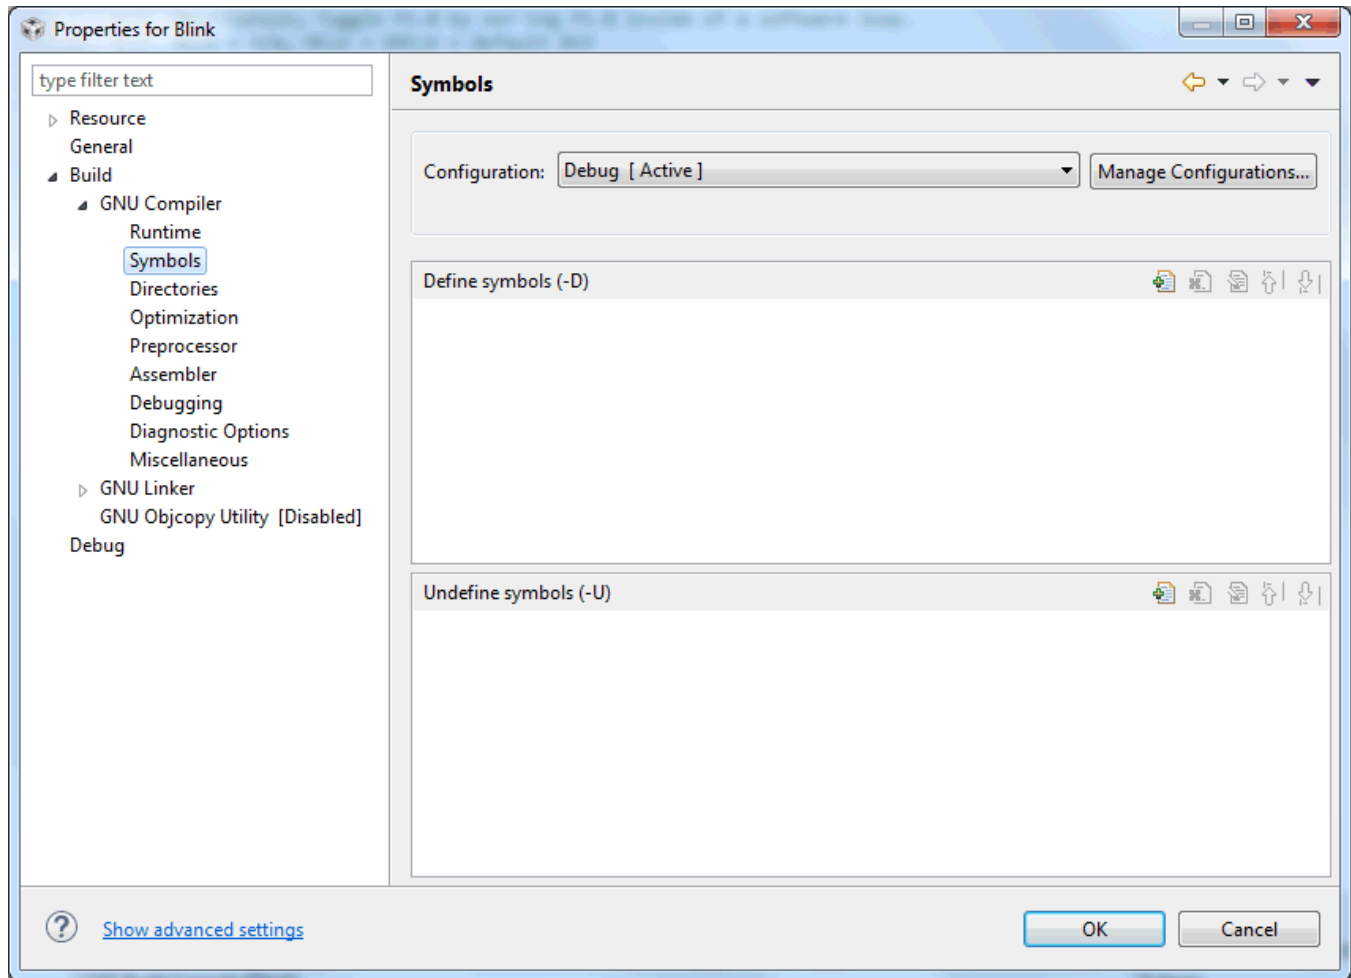 Properties for Blink
type filter text
Resource
General
Build
GNU Compiler
Runtime
Symbols
Directories
Optimization
Preprocessor
Assembler
Debugging
Diagnostic Options
Miscellaneous
GNU Linker
GNU Objcopy Utility [Disabled]
Debug
Symbols
Configuration: Debug [ Active ] Manage Configurations...
Define symbols (-D)
Undefine symbols (-U)
Show advanced settings
OK Cancel